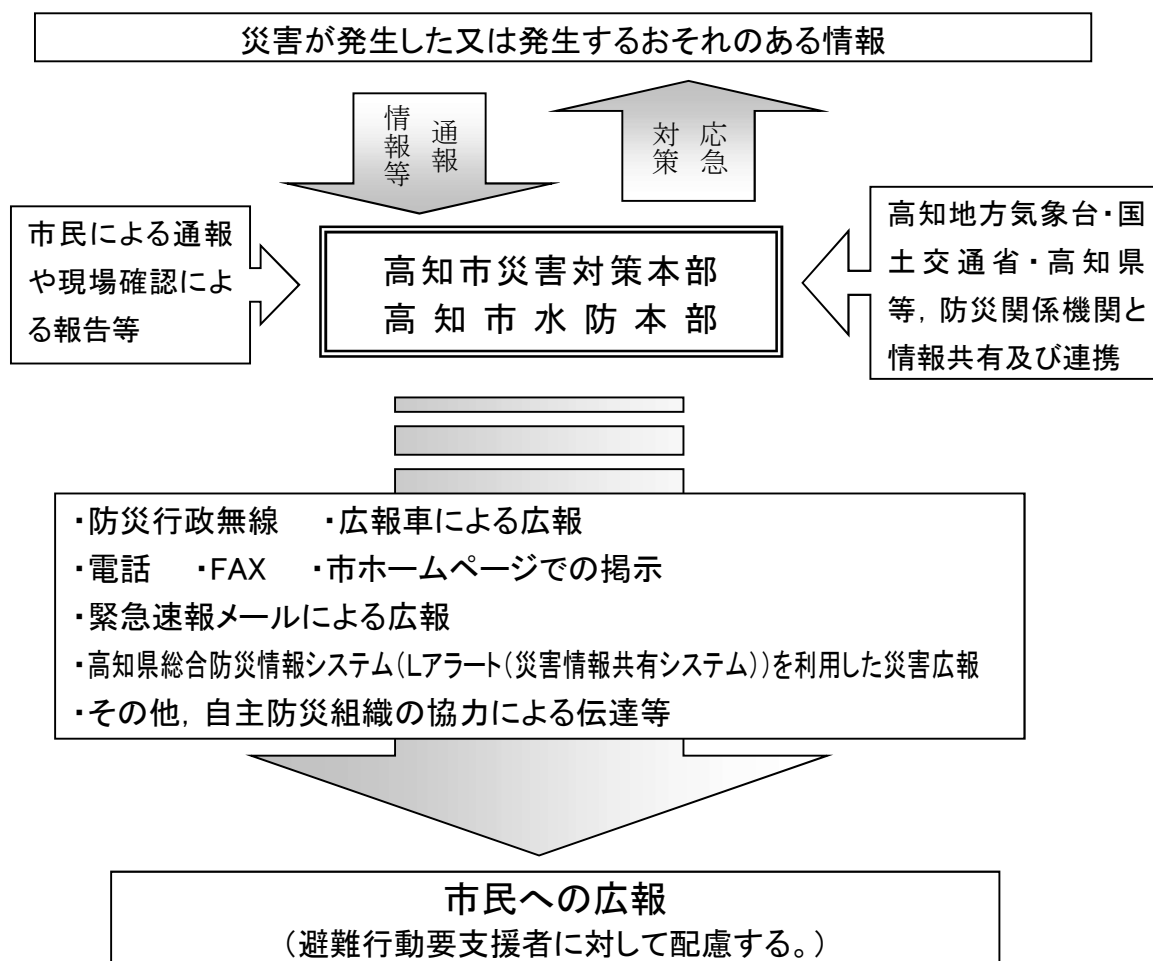 災害が発生した又は発生するおそれのある情報
通報
情報等
応急
対策
市民による通報
や現場確認によ
る報告等
高知市災害対策本部
高知市水防本部
高知地方気象台・国
土交通省・高知県
等，防災関係機関と
情報共有及び連携
・防災行政無線　・広報車による広報
・電話　・FAX　・市ホームページでの掲示
・緊急速報メールによる広報
・高知県総合防災情報システム（Lアラート（災害情報共有システム））を利用した災害広報
・その他，自主防災組織の協力による伝達等
市民への広報
（避難行動要支援者に対して配慮する。）